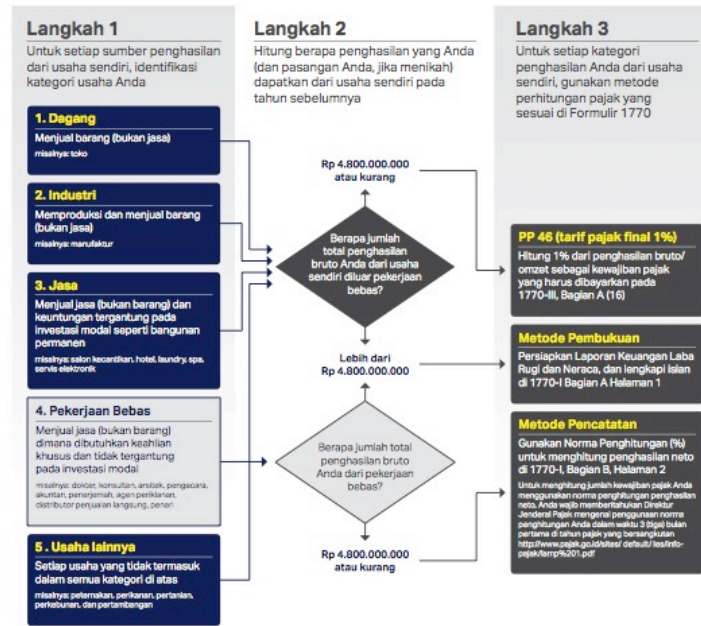 Langkah 1
Untuk setiap sumber penghasilan
dari usaha sendiri, identifikasi
kategori usaha Anda
1. Dagang
Menjual barang (bukan jasa)
misalnya: toko
2. Industri
Memproduksi dan menjual barang
(bukan jasa)
misalnya: manufaktur
3. Jasa
Menjual jasa (bukan barang) dan
keuntungan tergantung pada
investasi modal seperti bangunan
permanen
misalnya: salon kecantikan, hotel, laundry, spa,
servis elektronik
4. Pekerjaan Bebas
Menjual jasa (bukan barang)
dimana dibutuhkan keahlian
khusus dan tidak tergantung
pada investasi modal
misalnya: dokter, konsultan, arsitek, pengacara,
akuntan, penerjemah, agen periklanan,
distributor penjualan langsung, penari
5. Usaha lainnya
Setiap usaha yang tidak termasuk
dalam semua kategori di atas
misalnya: peternakan, perikanan, pertanian,
perkebunan, dan pertambangan
Langkah 2
Hitung berapa penghasilan yang Anda
(dan pasangan Anda, jika menikah)
dapatkan dari usaha sendiri pada
tahun sebelumnya
Rp 4.800.000.000
atau kurang
Berapa jumlah
total penghasilan
bruto Anda dari usaha
sendiri diluar pekerjaan
bebas?
Lebih dari
Rp 4.800.000.000
Berapa jumlah total
penghasilan bruto
Anda dari pekerjaan
bebas?
Rp 4.800.000.000
atau kurang
Langkah 3
Untuk setiap kategori
penghasilan Anda dari usaha
sendiri, gunakan metode
perhitungan pajak yang
sesuai di Formulir 1770
PP 46 (tarif pajak final 1%)
Hitung 1% dari penghasilan bruto/
omzet sebagai kewajiban pajak
yang harus dibayarkan pada
1770-III, Bagian A (16)
Metode Pembukuan
Persiapkan Laporan Keuangan Laba
Rugi dan Neraca, dan lengkapi isian
di 1770-I Bagian A Halaman 1
Metode Pencatatan
Gunakan Norma Penghitungan (%)
untuk menghitung penghasilan neto
di 1770-I, Bagian B, Halaman 2
Untuk menghitung jumlah kewajiban pajak Anda
menggunakan norma penghitungan penghasilan
neto, Anda wajib memberitahukan Direktur
Jenderal Pajak mengenai penggunaan norma
penghitungan Anda dalam waktu 3 (tiga) bulan
pertama di tahun pajak yang bersangkutan
http://www.pajak.go.id/sites/ default/ files/info-
pajak/lamp%201.pdf